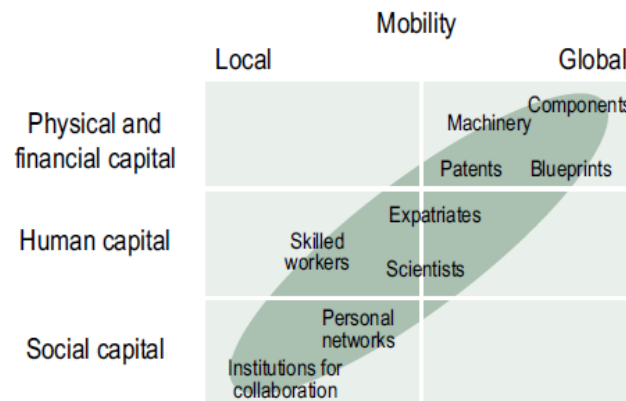 Mobility
Local Global
Physical and
financial capital
Components
Machinery
Patents Blueprints
Human capital
Expatriates
Skilled
workers
Scientists
Social capital
Personal
networks
Institutions for
collaboration